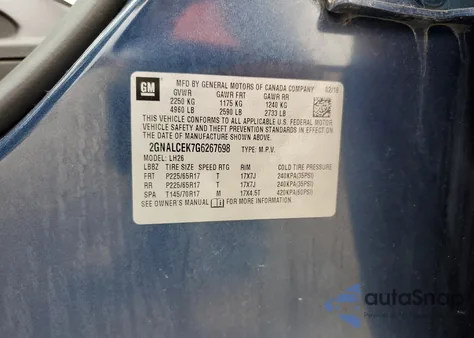 GM
MFD BY GENERAL MOTORS OF CANADA COMPANY 02/16
GVWR GAWR FRT GAWR RR
2250 KG 1175 KG 1240 KG
4960 LB 2590 LB 2733 LB
THIS VEHICLE CONFORMS TO ALL APPLICABLE U.S. FEDERAL MOTOR
VEHICLE SAFETY AND THEFT PREVENTION STANDARDS IN EFFECT
ON THE DATE OF MANUFACTURE SHOWN ABOVE.
2GNALCEK7G6267698 TYPE: M.P.V.
MODEL: LH26
LBBZ TIRE SIZE SPEED RTG RIM COLD TIRE PRESSURE
FRT P225/65R17 T 17X7J 240KPA(35PSI)
RR P225/65R17 T 17X7J 240KPA(35PSI)
SPA T145/70R17 M 17X4.5T 420KPA(60PSI)
SEE OWNER'S MANUAL FOR MORE INFORMATION.
autoSnap